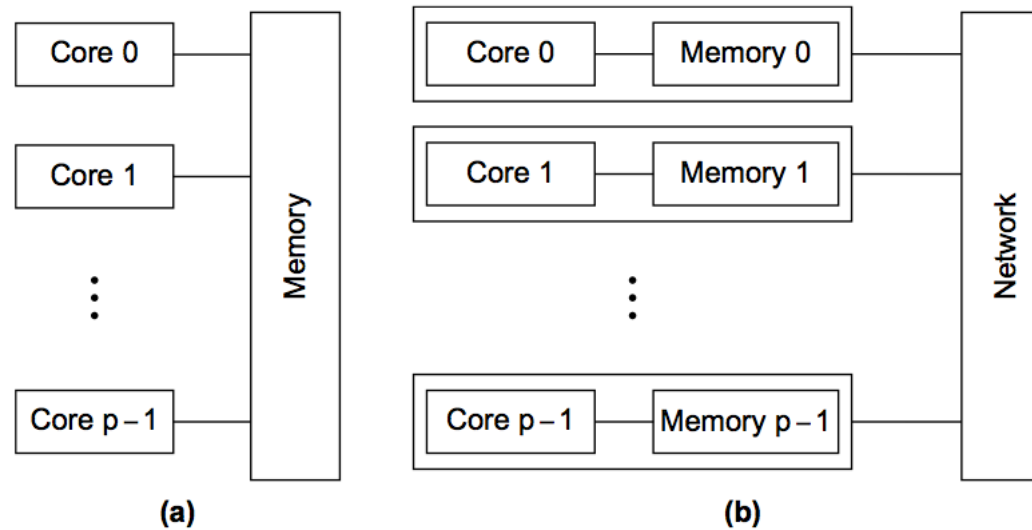 Core 0
Memory
Core 1
Core p−1
(a)
Core 0
Memory 0
Core 1
Memory 1
Core p−1
Memory p−1
Network
(b)